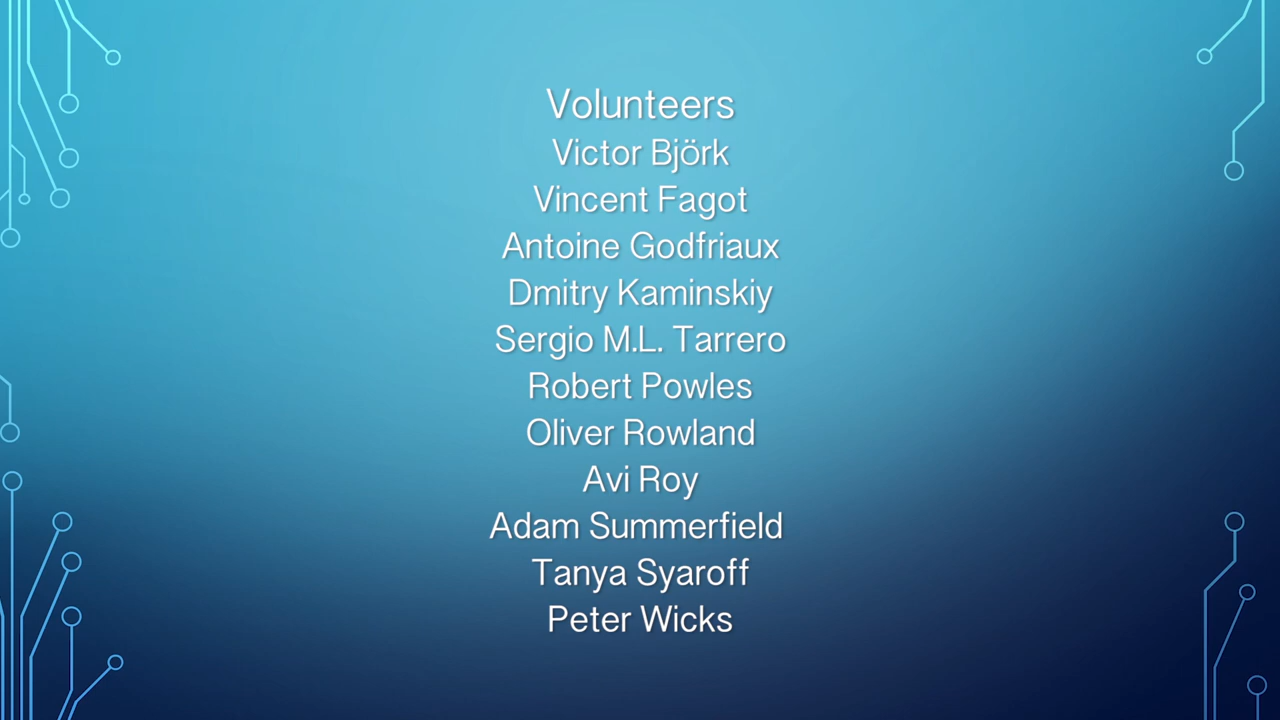 Volunteers
Victor Björk
Vincent Fagot
Antoine Godfriaux
Dmitry Kaminskiy
Sergio M.L. Tarrero
Robert Powles
Oliver Rowland
Avi Roy
Adam Summerfield
Tanya Syaroff
Peter Wicks